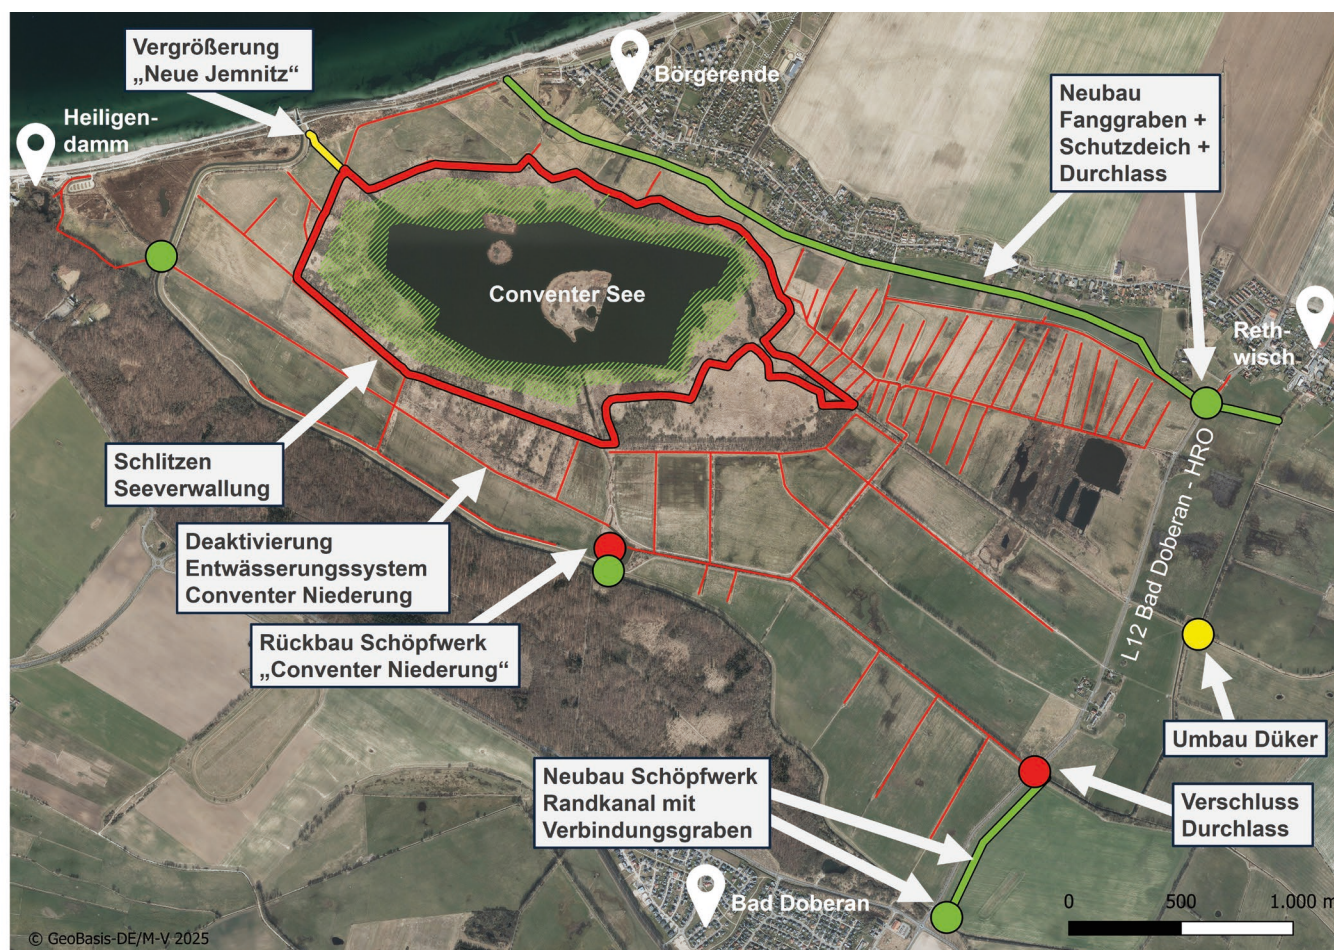 Vergrößerung
„Neue Jemnitz“
Heiligen-
damm
Börgerende
Neubau
Fanggraben +
Schutzdeich +
Durchlass
Conventer See
Reth-
wisch
Schlitzen
Seeverwallung
Deaktivierung
Entwässerungssystem
Conventer Niederung
L12 Bad Doberan - HRO
Rückbau Schöpfwerk
„Conventer Niederung“
Umbau Düker
Neubau Schöpfwerk
Randkanal mit
Verbindungsgraben
Verschluss
Durchlass
Bad Doberan
0 500 1.000 m
© GeoBasis-DE/M-V 2025